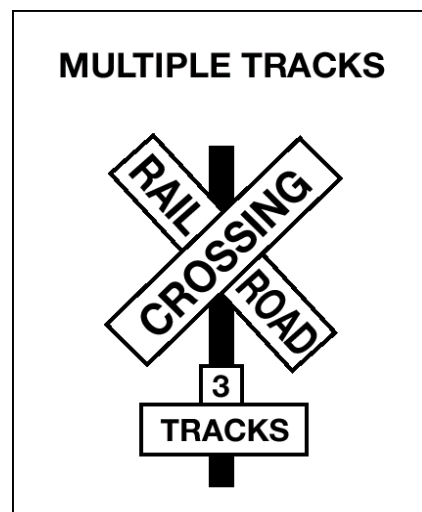 MULTIPLE TRACKS
RAIL
CROSSING
ROAD
3
TRACKS